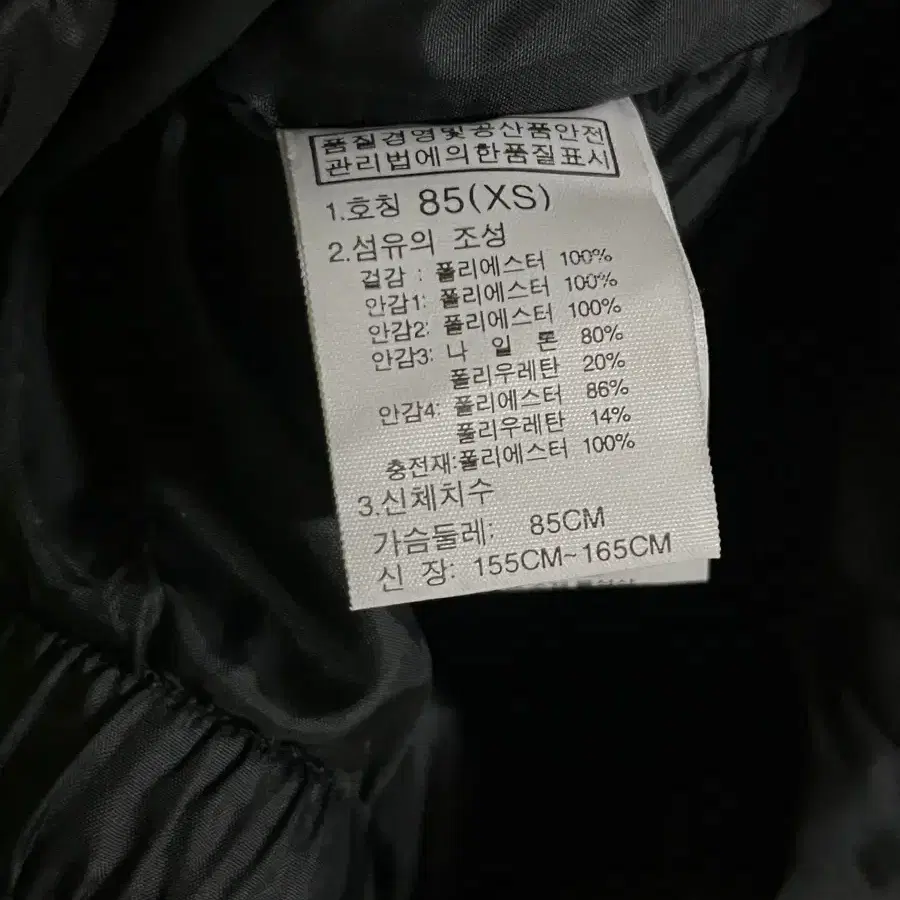 품질경영및공산품안전
관리법에의한품질표시
1.호칭 85(XS)
2.섬유의 조성
겉감 : 폴리에스터 100%
안감1: 폴리에스터 100%
안감2: 폴리에스터 100%
안감3: 나 일 론 80%
폴리우레탄 20%
안감4: 폴리에스터 86%
폴리우레탄 14%
충전재:폴리에스터 100%
3.신체치수
가슴둘레: 85CM
신 장: 155CM~165CM